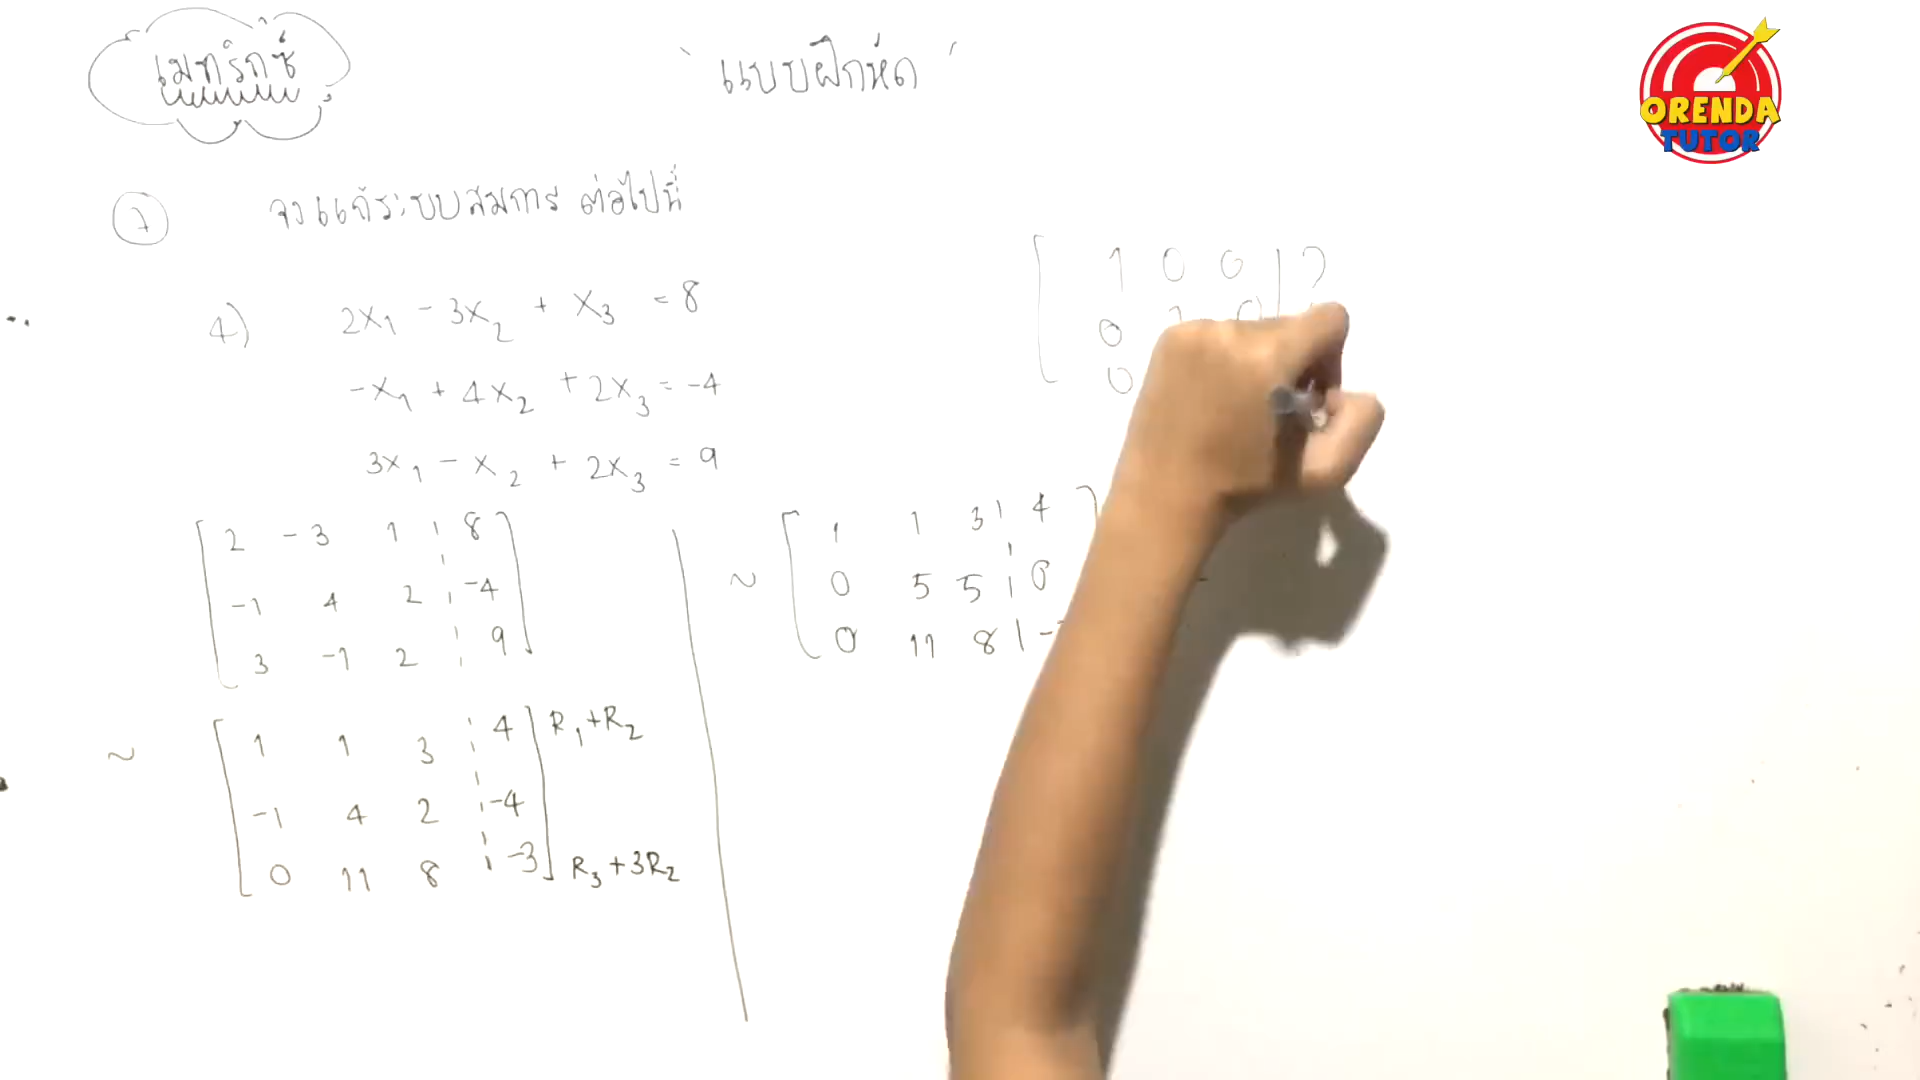 เมทริกซ์
"แบบฝึกหัด"
ORENDA
TUTOR
1 จงแก้ระบบสมการ ต่อไปนี้
4) 2x₁ - 3x₂ + x₃ = 8
-x₁ + 4x₂ + 2x₃ = -4
3x₁ - x₂ + 2x₃ = 9
2 -3 1 | 8
-1 4 2 | -4
3 -1 2 | 9
~ 1 1 3 | 4 R₁+R₂
-1 4 2 | -4
0 11 8 | -3 R₃+3R₂
~ 1 1 3 | 4
0 5 5 | 0
0 11 8 | -
1 0 0 | ?
0 1 0
0